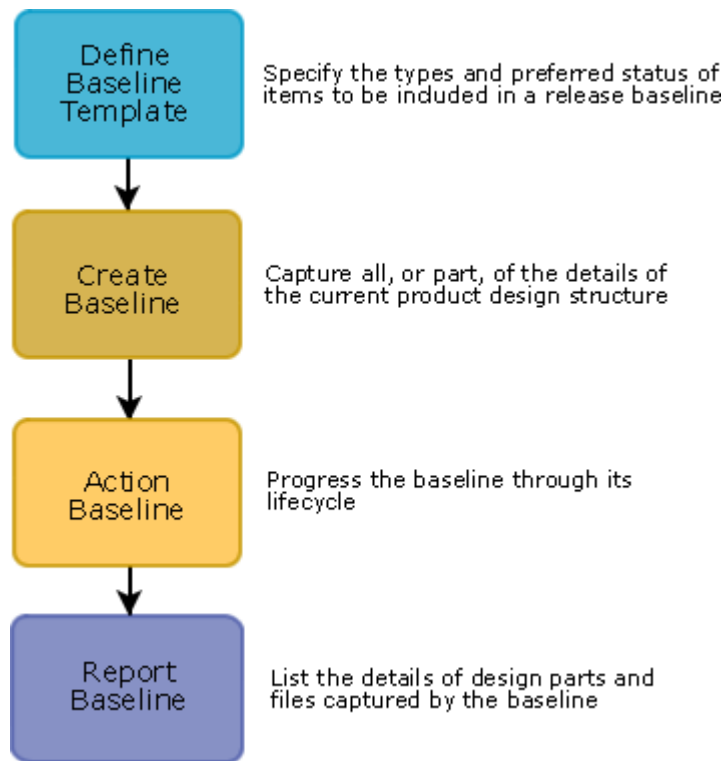 Define
Baseline
Template
Specify the types and preferred status of
items to be included in a release baseline
Create
Baseline
Capture all, or part, of the details of
the current product design structure
Action
Baseline
Progress the baseline through its
lifecycle
Report
Baseline
List the details of design parts and
files captured by the baseline